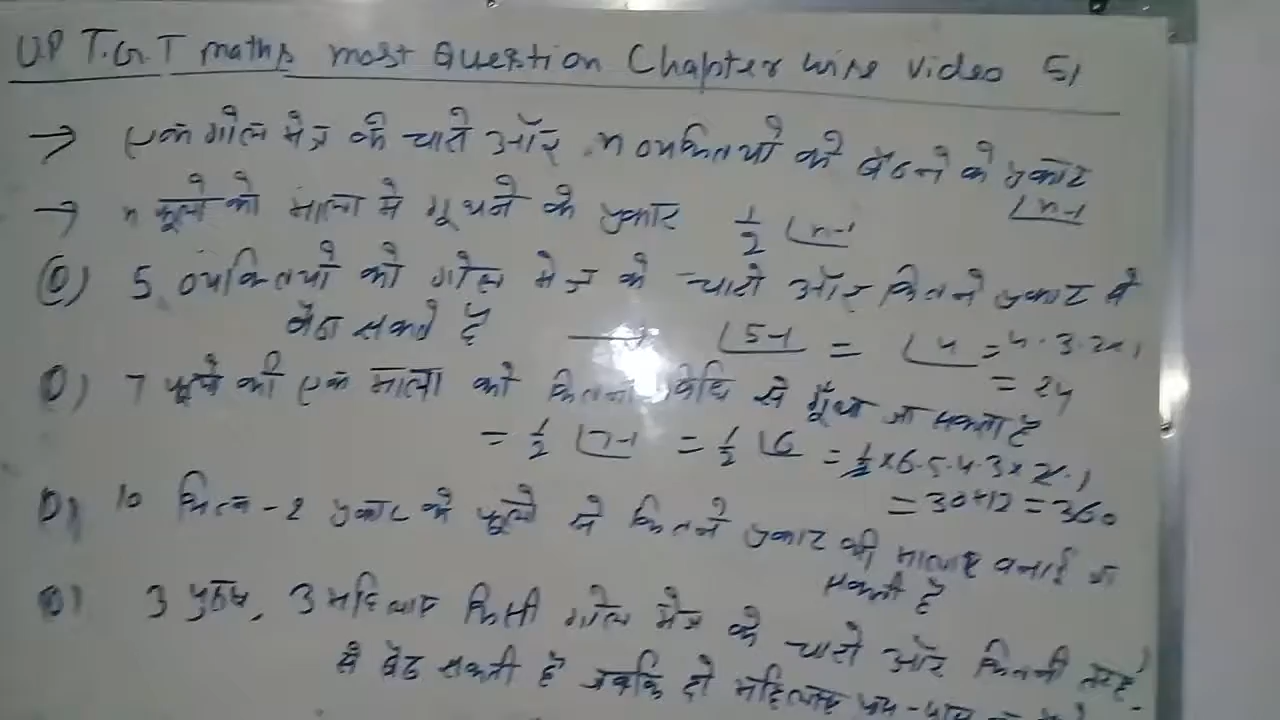 UP T.G.T maths most Question Chapter wise Video 51
→ एक गोल मेज के चारो ओर n व्यक्तियो को बैठने के प्रकार
∟n-1
→ n फूलो को माला मे गूथने के प्रकार 1/2 ∟n-1
Q) 5 व्यक्तियो को गोल मेज के चारो ओर कितने प्रकार से
बैठा सकते है → ∟5-1 = ∟4 = 4·3·2×1
= 24
Q) 7 फूलो की एक माला को कितनी विधि से गूँथा जा सकता है
= 1/2 ∟7-1 = 1/2 ∟6 = 1/2×6·5·4·3×2·1
= 30×12 = 360
Q) 10 भिन्न-2 प्रकार के फूलो से कितने प्रकार की मालाए बनाई जा
सकती है
Q) 3 पुरुष, 3 महिलाए किसी गोल मेज के चारो ओर कितनी तरह
से बैठ सकती है जबकि दो महिलाए पास-पास